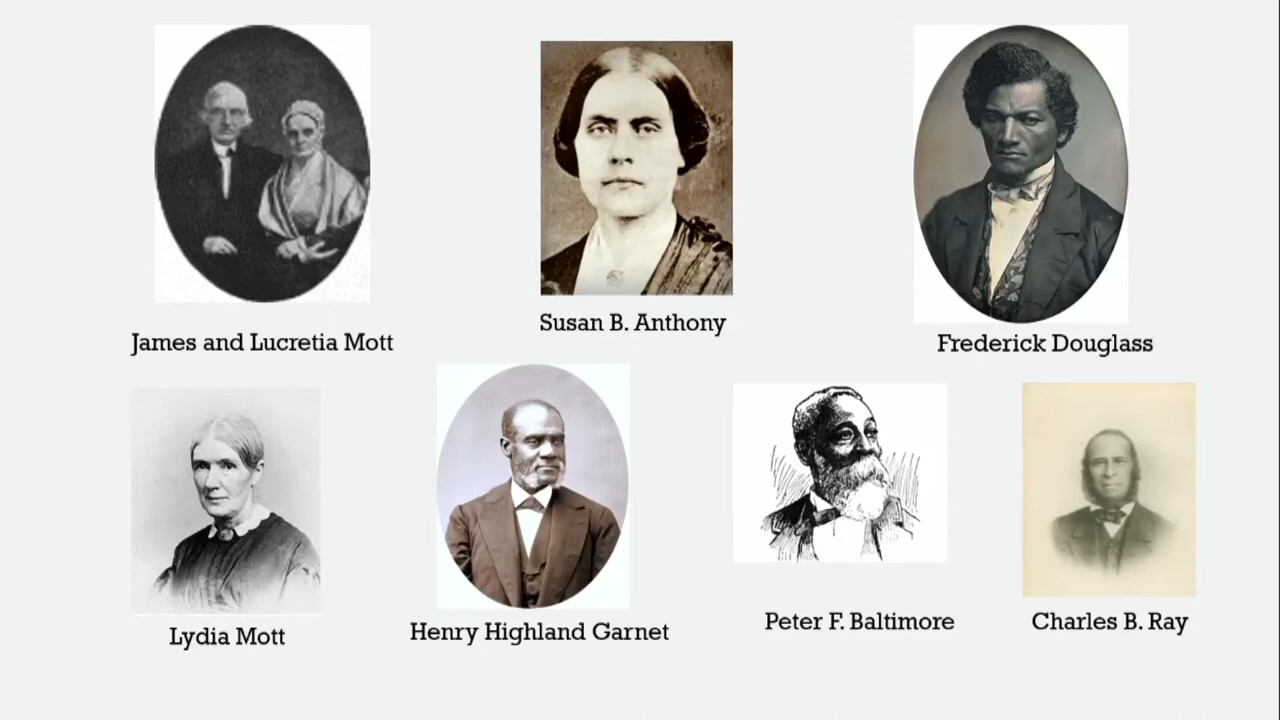 James and Lucretia Mott
Susan B. Anthony
Frederick Douglass
Lydia Mott
Henry Highland Garnet
Peter F. Baltimore
Charles B. Ray